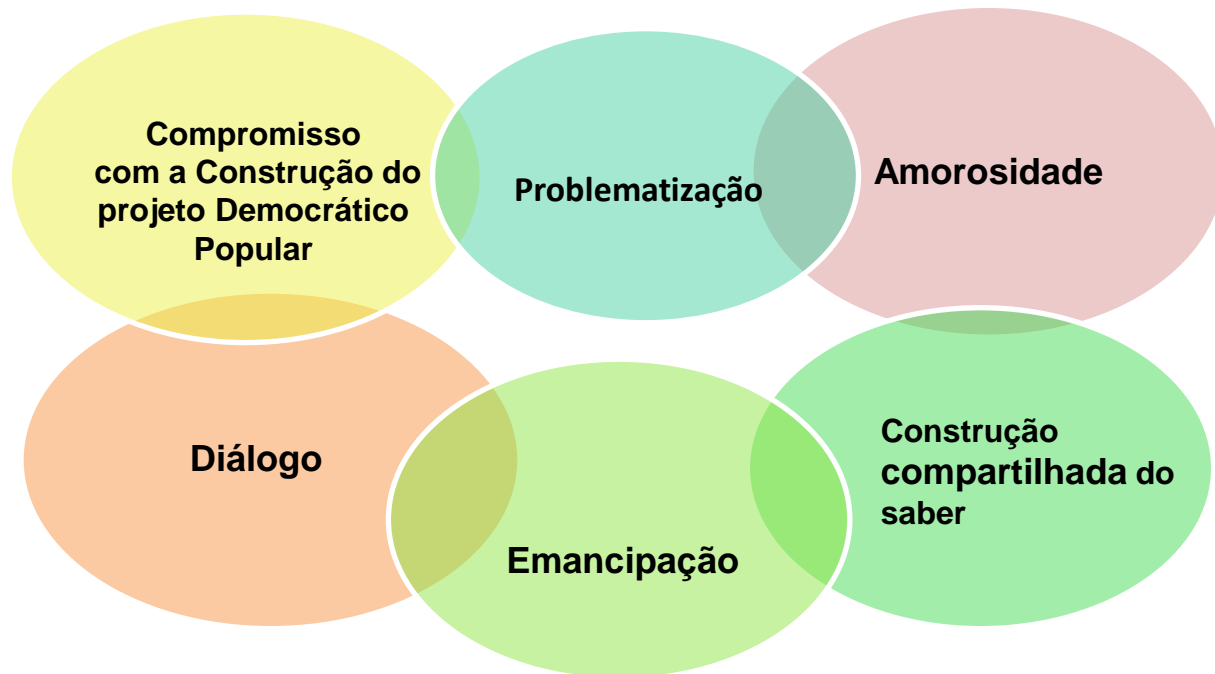 Compromisso
com a Construção do
projeto Democrático
Popular
Problematização
Amorosidade
Diálogo
Emancipação
Construção
compartilhada do
saber